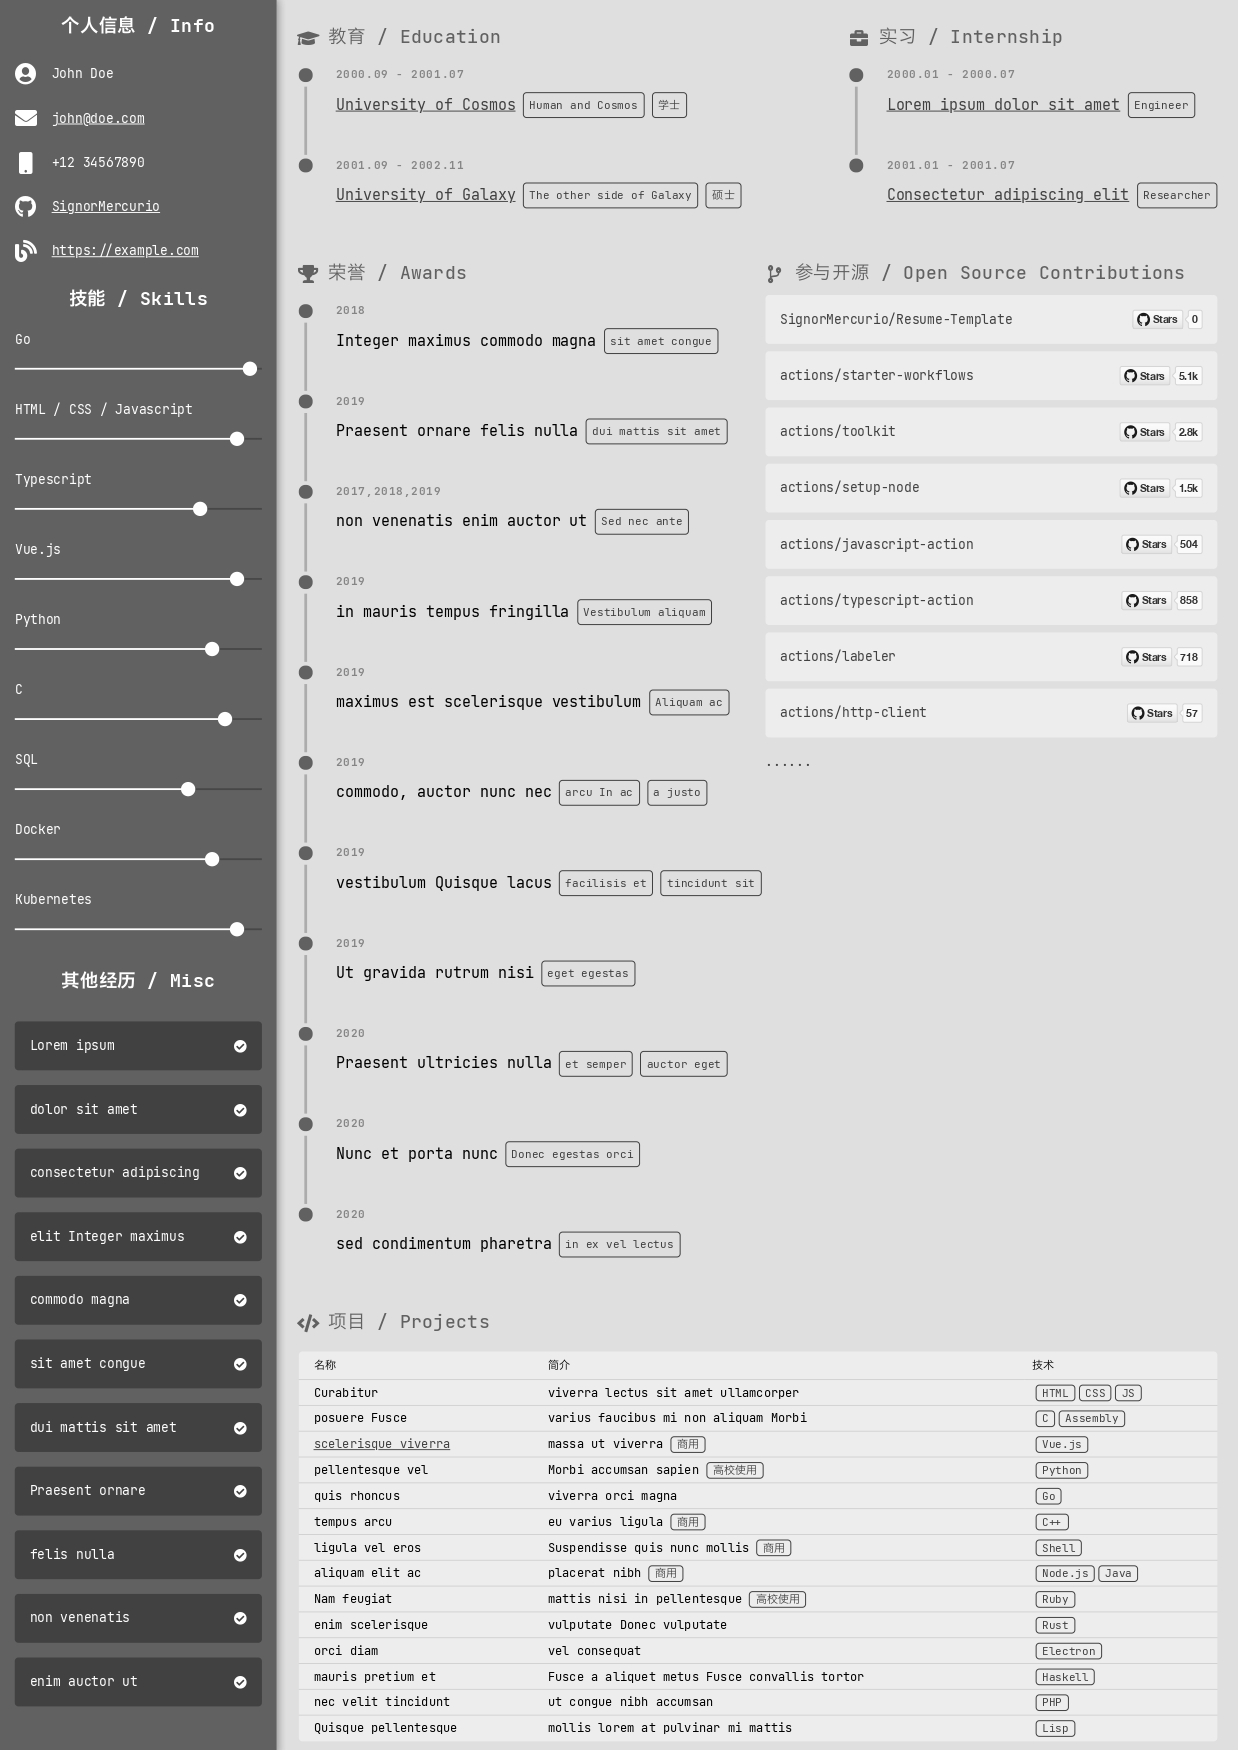 个人信息 / Info
John Doe
john@doe.com
+12 34567890
SignorMercurio
https://example.com
技能 / Skills
Go
HTML / CSS / Javascript
Typescript
Vue.js
Python
C
SQL
Docker
Kubernetes
其他经历 / Misc
Lorem ipsum
dolor sit amet
consectetur adipiscing
elit Integer maximus
commodo magna
sit amet congue
dui mattis sit amet
Praesent ornare
felis nulla
non venenatis
enim auctor ut
教育 / Education
2000.09 - 2001.07
University of Cosmos Human and Cosmos 学士
2001.09 - 2002.11
University of Galaxy The other side of Galaxy 硕士
实习 / Internship
2000.01 - 2000.07
Lorem ipsum dolor sit amet Engineer
2001.01 - 2001.07
Consectetur adipiscing elit Researcher
荣誉 / Awards
2018
Integer maximus commodo magna sit amet congue
2019
Praesent ornare felis nulla dui mattis sit amet
2017,2018,2019
non venenatis enim auctor ut Sed nec ante
2019
in mauris tempus fringilla Vestibulum aliquam
2019
maximus est scelerisque vestibulum Aliquam ac
2019
commodo, auctor nunc nec arcu In ac a justo
2019
vestibulum Quisque lacus facilisis et tincidunt sit
2019
Ut gravida rutrum nisi eget egestas
2020
Praesent ultricies nulla et semper auctor eget
2020
Nunc et porta nunc Donec egestas orci
2020
sed condimentum pharetra in ex vel lectus
参与开源 / Open Source Contributions
SignorMercurio/Resume-Template Stars 0
actions/starter-workflows Stars 5.1k
actions/toolkit Stars 2.8k
actions/setup-node Stars 1.5k
actions/javascript-action Stars 504
actions/typescript-action Stars 858
actions/labeler Stars 718
actions/http-client Stars 57
......
项目 / Projects
名称 简介 技术
Curabitur viverra lectus sit amet ullamcorper HTML CSS JS
posuere Fusce varius faucibus mi non aliquam Morbi C Assembly
scelerisque viverra massa ut viverra 商用 Vue.js
pellentesque vel Morbi accumsan sapien 高校使用 Python
quis rhoncus viverra orci magna Go
tempus arcu eu varius ligula 商用 C++
ligula vel eros Suspendisse quis nunc mollis 商用 Shell
aliquam elit ac placerat nibh 商用 Node.js Java
Nam feugiat mattis nisi in pellentesque 高校使用 Ruby
enim scelerisque vulputate Donec vulputate Rust
orci diam vel consequat Electron
mauris pretium et Fusce a aliquet metus Fusce convallis tortor Haskell
nec velit tincidunt ut congue nibh accumsan PHP
Quisque pellentesque mollis lorem at pulvinar mi mattis Lisp